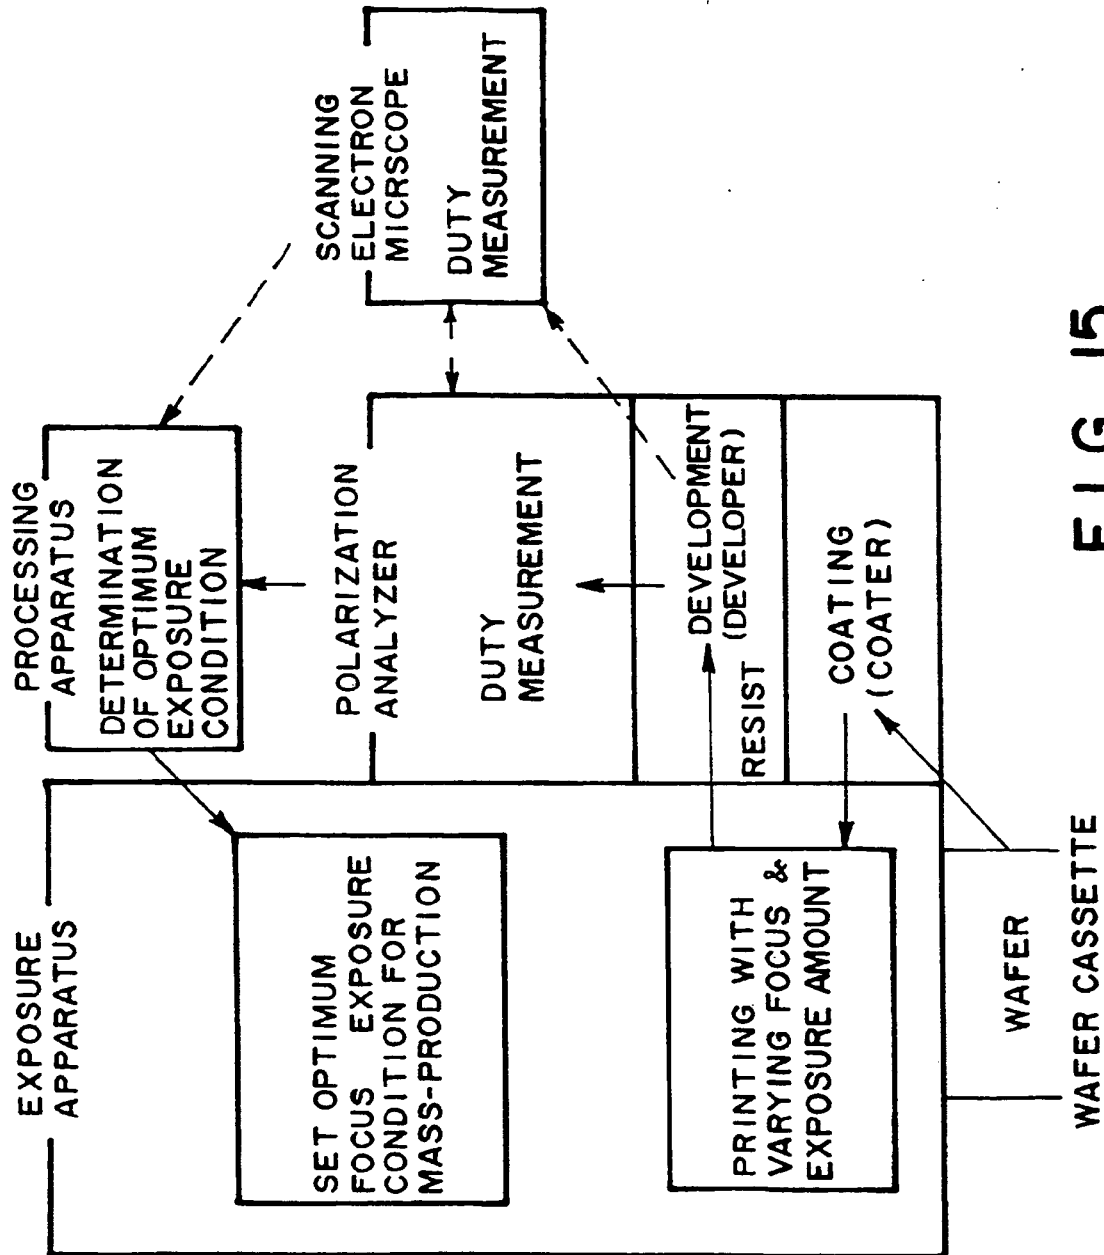 EXPOSURE
APPARATUS
SET OPTIMUM
FOCUS EXPOSURE
CONDITION FOR
MASS-PRODUCTION
PRINTING WITH
VARYING FOCUS &
EXPOSURE AMOUNT
WAFER
WAFER CASSETTE
PROCESSING
APPARATUS
DETERMINATION
OF OPTIMUM
EXPOSURE
CONDITION
POLARIZATION
ANALYZER
DUTY
MEASUREMENT
DEVELOPMENT
(DEVELOPER)
RESIST
COATING
(COATER)
SCANNING
ELECTRON
MICRSCOPE
DUTY
MEASUREMENT
FIG 15